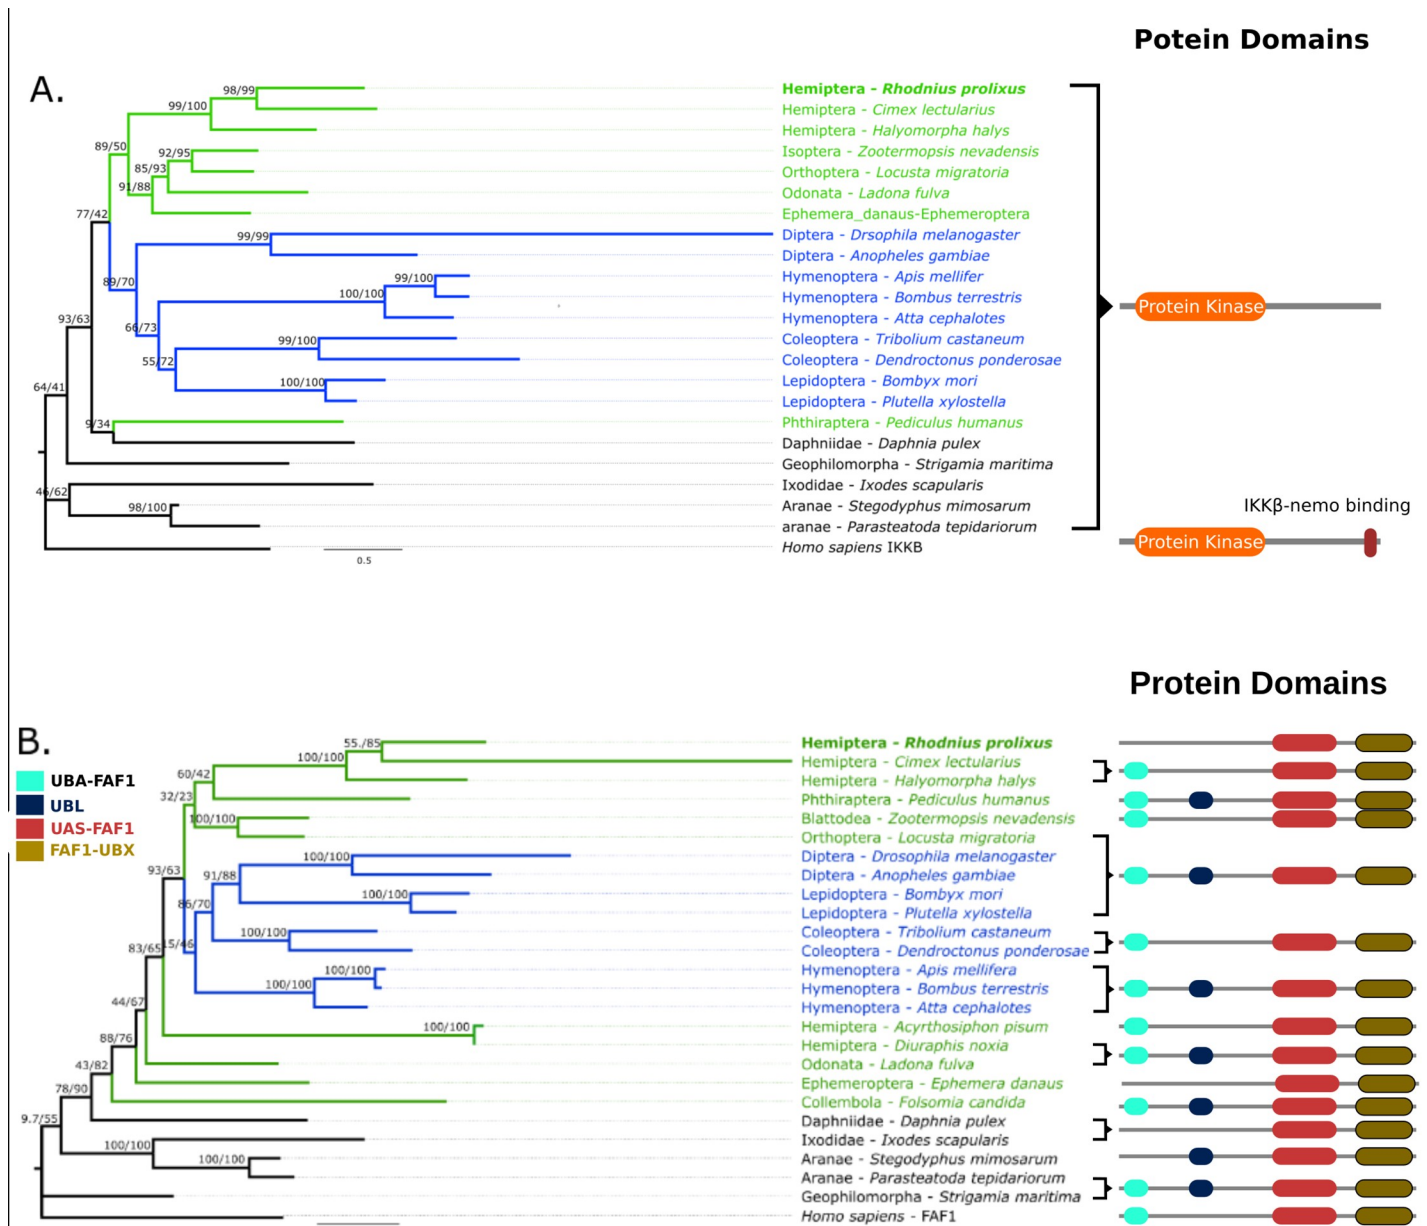 Potein Domains
A.
98/99
Hemiptera - Rhodnius prolixus
99/100
Hemiptera - Cimex lectularius
Hemiptera - Halyomorpha halys
89/50
92/95
Isoptera - Zootermopsis nevadensis
85/93
Orthoptera - Locusta migratoria
91/88
Odonata - Ladona fulva
77/42
Ephemera_danaus-Ephemeroptera
99/99
Diptera - Drsophila melanogaster
Diptera - Anopheles gambiae
89/70
99/100
Hymenoptera - Apis mellifer
100/100
Hymenoptera - Bombus terrestris
Protein Kinase
93/63
Hymenoptera - Atta cephalotes
66/73
99/100
Coleoptera - Tribolium castaneum
55/72
Coleoptera - Dendroctonus ponderosae
64/41
100/100
Lepidoptera - Bombyx mori
Lepidoptera - Plutella xylostella
9/34
Phthiraptera - Pediculus humanus
Daphniidae - Daphnia pulex
Geophilomorpha - Strigamia maritima
46/62
Ixodidae - Ixodes scapularis
98/100
Aranae - Stegodyphus mimosarum
IKKβ-nemo binding
aranae - Parasteatoda tepidariorum
Protein Kinase
Homo sapiens IKKB
0.5
Protein Domains
B.
UBA-FAF1
UBL
UAS-FAF1
FAF1-UBX
55./85
Hemiptera - Rhodnius prolixus
100/100
Hemiptera - Cimex lectularius
60/42
Hemiptera - Halyomorpha halys
32/23
Phthiraptera - Pediculus humanus
100/100
Blattodea - Zootermopsis nevadensis
Orthoptera - Locusta migratoria
100/100
Diptera - Drosophila melanogaster
93/63
91/88
Diptera - Anopheles gambiae
100/100
Lepidoptera - Bombyx mori
86/70
Lepidoptera - Plutella xylostella
100/100
Coleoptera - Tribolium castaneum
83/65
15/46
Coleoptera - Dendroctonus ponderosae
100/100
Hymenoptera - Apis mellifera
100/100
Hymenoptera - Bombus terrestris
44/67
Hymenoptera - Atta cephalotes
100/100
Hemiptera - Acyrthosiphon pisum
88/76
Hemiptera - Diuraphis noxia
43/82
Odonata - Ladona fulva
78/90
Ephemeroptera - Ephemera danaus
Collembola - Folsomia candida
9.7/55
Daphniidae - Daphnia pulex
100/100
Ixodidae - Ixodes scapularis
100/100
Aranae - Stegodyphus mimosarum
Aranae - Parasteatoda tepidariorum
Geophilomorpha - Strigamia maritima
Homo sapiens - FAF1